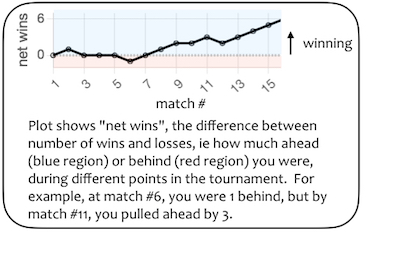 net wins
6
0
winning
1 3 5 7 9 11 13 15
match #
Plot shows "net wins", the difference between
number of wins and losses, ie how much ahead
(blue region) or behind (red region) you were,
during different points in the tournament. For
example, at match #6, you were 1 behind, but by
match #11, you pulled ahead by 3.